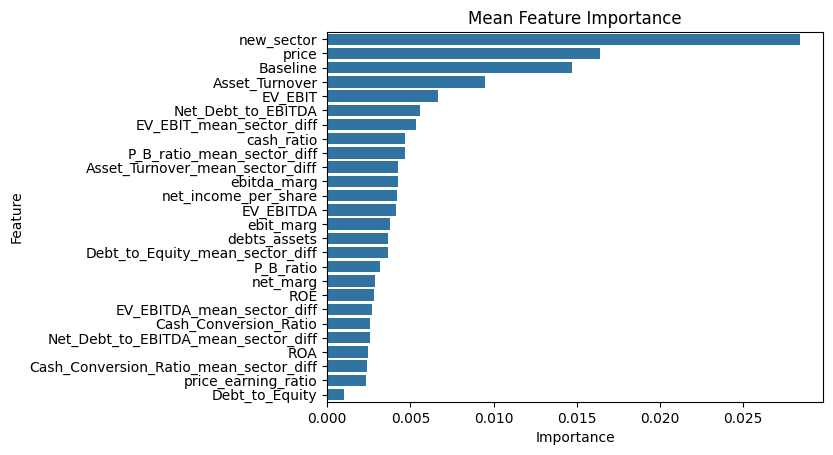 Mean Feature Importance
new_sector
price
Baseline
Asset_Turnover
EV_EBIT
Net_Debt_to_EBITDA
EV_EBIT_mean_sector_diff
cash_ratio
P_B_ratio_mean_sector_diff
Asset_Turnover_mean_sector_diff
ebitda_marg
net_income_per_share
EV_EBITDA
ebit_marg
debts_assets
Debt_to_Equity_mean_sector_diff
P_B_ratio
net_marg
ROE
EV_EBITDA_mean_sector_diff
Cash_Conversion_Ratio
Net_Debt_to_EBITDA_mean_sector_diff
ROA
Cash_Conversion_Ratio_mean_sector_diff
price_earning_ratio
Debt_to_Equity
Feature
0.000 0.005 0.010 0.015 0.020 0.025
Importance